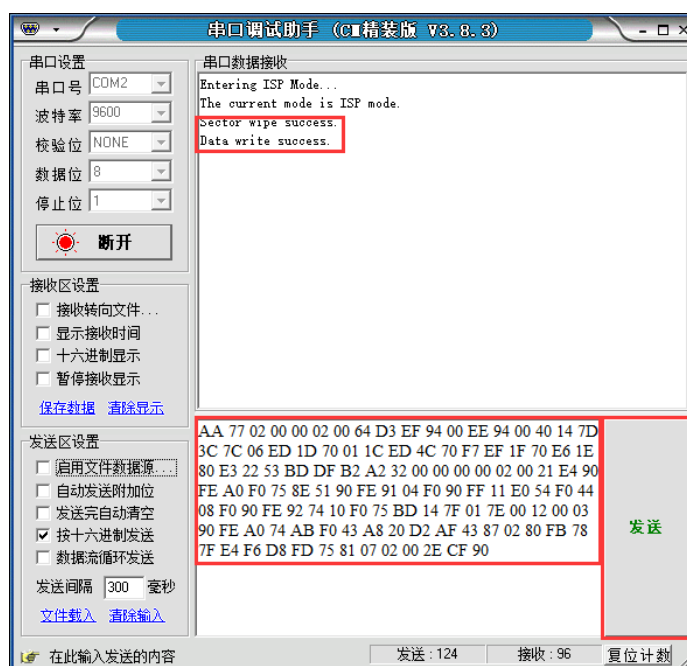 串口调试助手 (CM精装版 V3.8.3)
串口设置
串口号 COM2
波特率 9600
校验位 NONE
数据位 8
停止位 1
断开
接收区设置
接收转向文件...
显示接收时间
十六进制显示
暂停接收显示
保存数据 清除显示
发送区设置
启用文件数据源...
自动发送附加位
发送完自动清空
按十六进制发送
数据流循环发送
发送间隔 300 毫秒
文件载入 清除输入
串口数据接收
Entering ISP Mode...
The current mode is ISP mode.
Sector wipe success.
Data write success.
AA 77 02 00 00 02 00 64 D3 EF 94 00 EE 94 00 40 14 7D
3C 7C 06 ED 1D 70 01 1C ED 4C 70 F7 EF 1F 70 E6 1E
80 E3 22 53 BD DF B2 A2 32 00 00 00 00 02 00 21 E4 90
FE A0 F0 75 8E 51 90 FE 91 04 F0 90 FF 11 E0 54 F0 44
08 F0 90 FE 92 74 10 F0 75 BD 14 7F 01 7E 00 12 00 03
90 FE A0 74 AB F0 43 A8 20 D2 AF 43 87 02 80 FB 78
7F E4 F6 D8 FD 75 81 07 02 00 2E CF 90
发送
在此输入发送的内容
发送 : 124
接收 : 96
复位计数